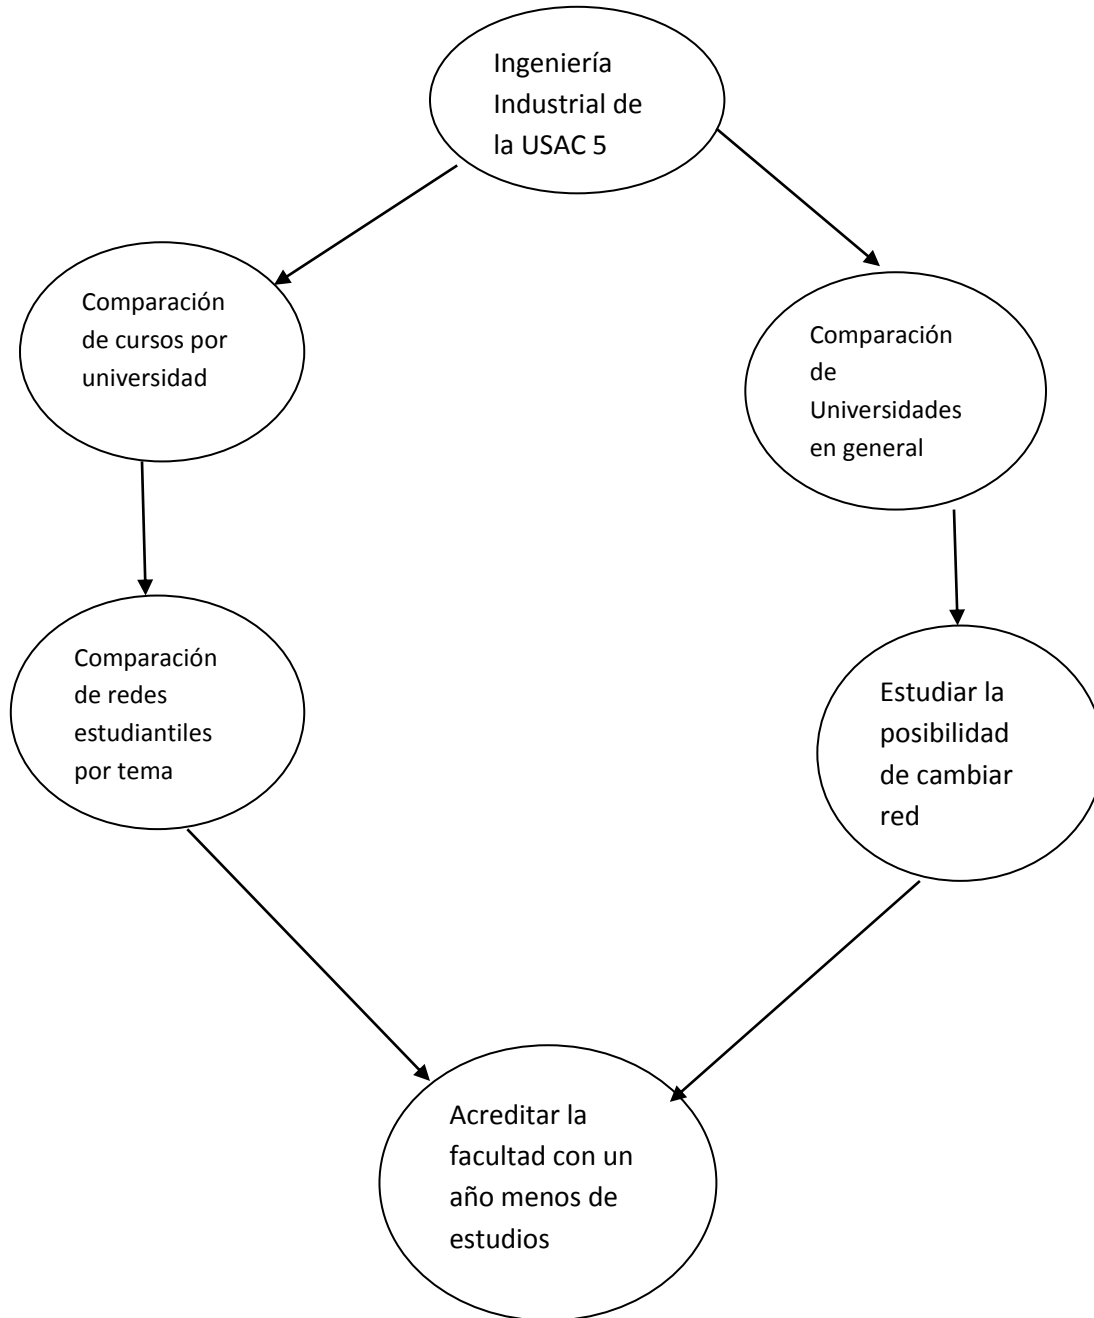 Ingeniería
Industrial de
la USAC 5
Comparación
de cursos por
universidad
Comparación
de
Universidades
en general
Comparación
de redes
estudiantiles
por tema
Estudiar la
posibilidad
de cambiar
red
Acreditar la
facultad con un
año menos de
estudios